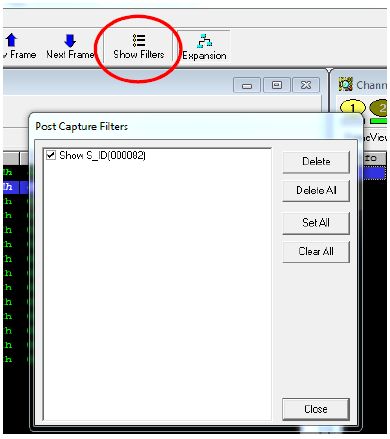 Frame Next Frame Show Filters Expansion
Chann
1 2
Post Capture Filters
Show S_ID(000082)
Delete
Delete All
Set All
Clear All
Close